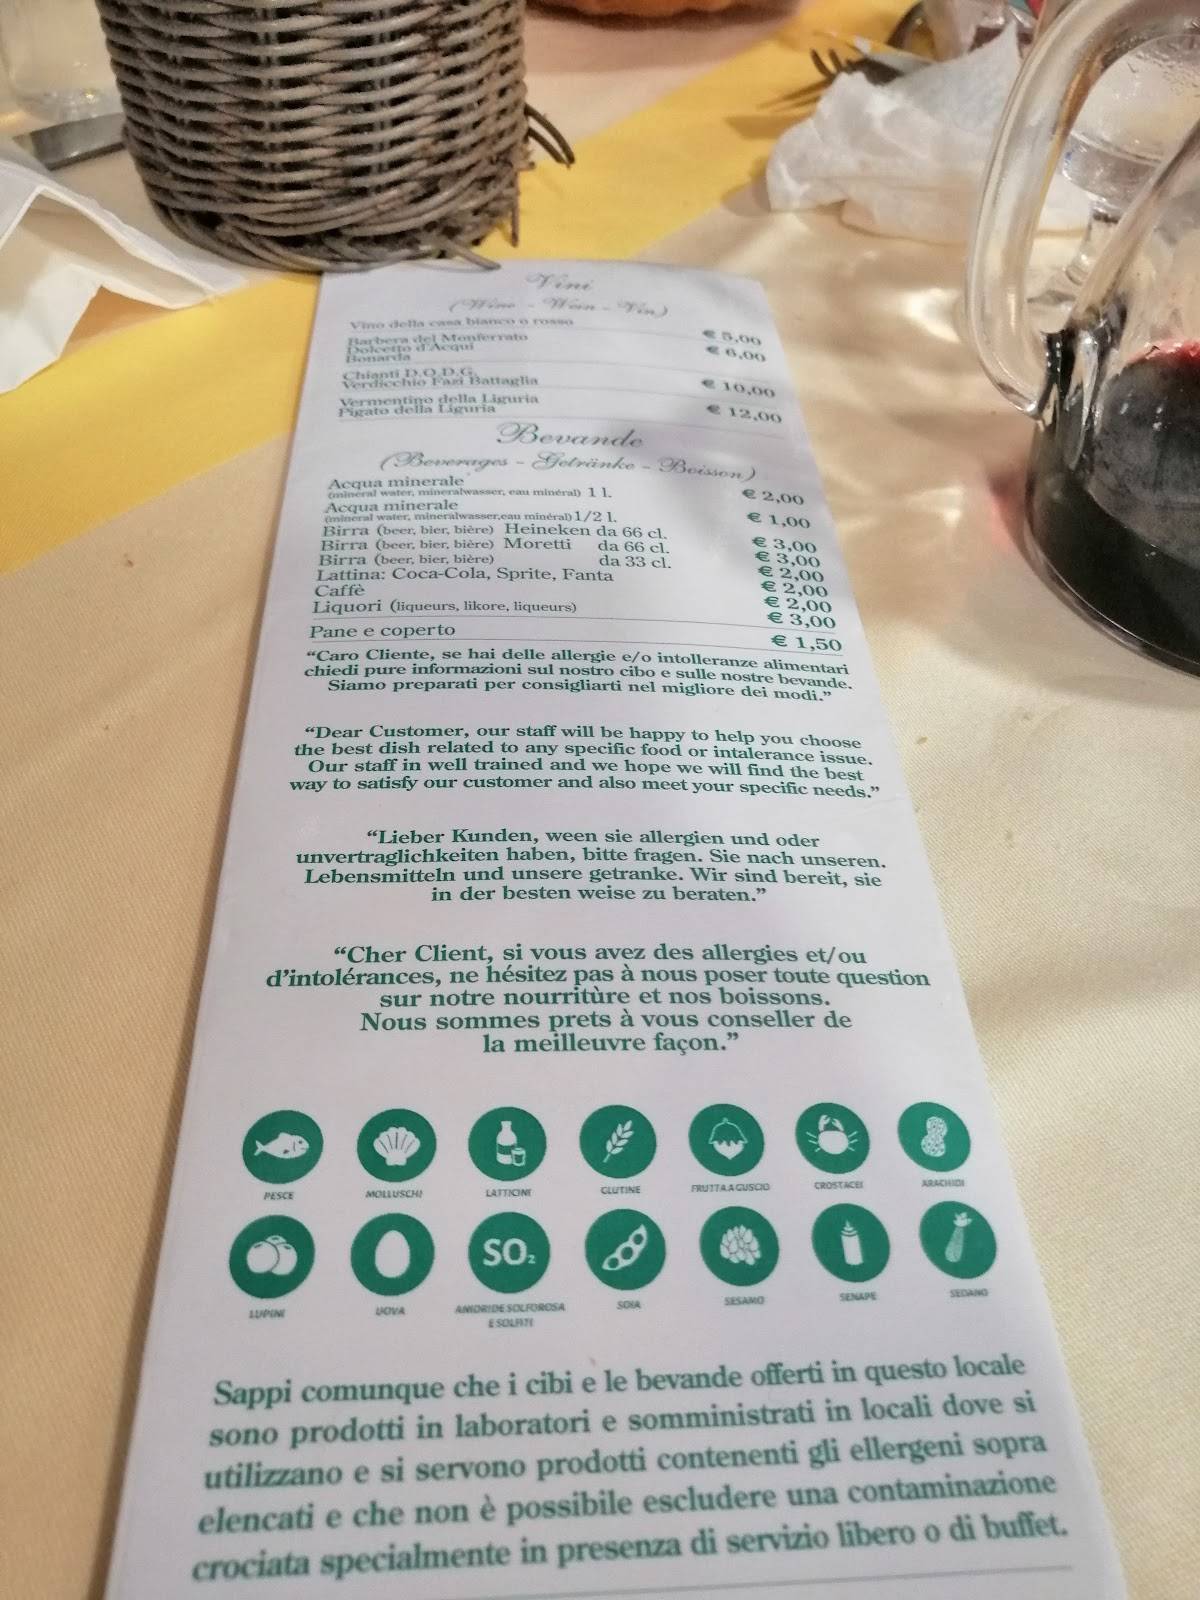 Vini
(Wine - Wein - Vin)
Vino della casa bianco o rosso € 5,00
Barbera del Monferrato € 6,00
Dolcetto d'Acqui
Bonarda
Chianti D.O.D.G. € 10,00
Verdicchio Fazi Battaglia
Vermentino della Liguria € 12,00
Pigato della Liguria
Bevande
(Beverages - Getränke - Boisson)
Acqua minerale € 2,00
(mineral water, mineralwasser, eau minéral) 1 l.
Acqua minerale € 1,00
(mineral water, mineralwasser,eau minéral) 1/2 l.
Birra (beer, bier, bière) Heineken da 66 cl. € 3,00
Birra (beer, bier, bière) Moretti da 66 cl. € 3,00
Birra (beer, bier, bière) da 33 cl. € 2,00
Lattina: Coca-Cola, Sprite, Fanta € 2,00
Caffè € 2,00
Liquori (liqueurs, likore, liqueurs) € 3,00
Pane e coperto € 1,50
“Caro Cliente, se hai delle allergie e/o intolleranze alimentari
chiedi pure informazioni sul nostro cibo e sulle nostre bevande.
Siamo preparati per consigliarti nel migliore dei modi.”
“Dear Customer, our staff will be happy to help you choose
the best dish related to any specific food or intalerance issue.
Our staff in well trained and we hope we will find the best
way to satisfy our customer and also meet your specific needs.”
“Lieber Kunden, ween sie allergien und oder
unvertraglichkeiten haben, bitte fragen. Sie nach unseren.
Lebensmitteln und unsere getranke. Wir sind bereit, sie
in der besten weise zu beraten.”
“Cher Client, si vous avez des allergies et/ou
d’intolérances, ne hésitez pas à nous poser toute question
sur notre nourritùre et nos boissons.
Nous sommes prets à vous conseller de
la meilleuvre façon.”
PESCE MOLLUSCHI LATTICINI GLUTINE FRUTTA A GUSCIO CROSTACEI ARACHIDI
SO2
LUPINI UOVA ANIDRIDE SOLFOROSA SOIA SESAMO SENAPE SEDANO
E SOLFITI
Sappi comunque che i cibi e le bevande offerti in questo locale
sono prodotti in laboratori e somministrati in locali dove si
utilizzano e si servono prodotti contenenti gli ellergeni sopra
elencati e che non è possibile escludere una contaminazione
crociata specialmente in presenza di servizio libero o di buffet.